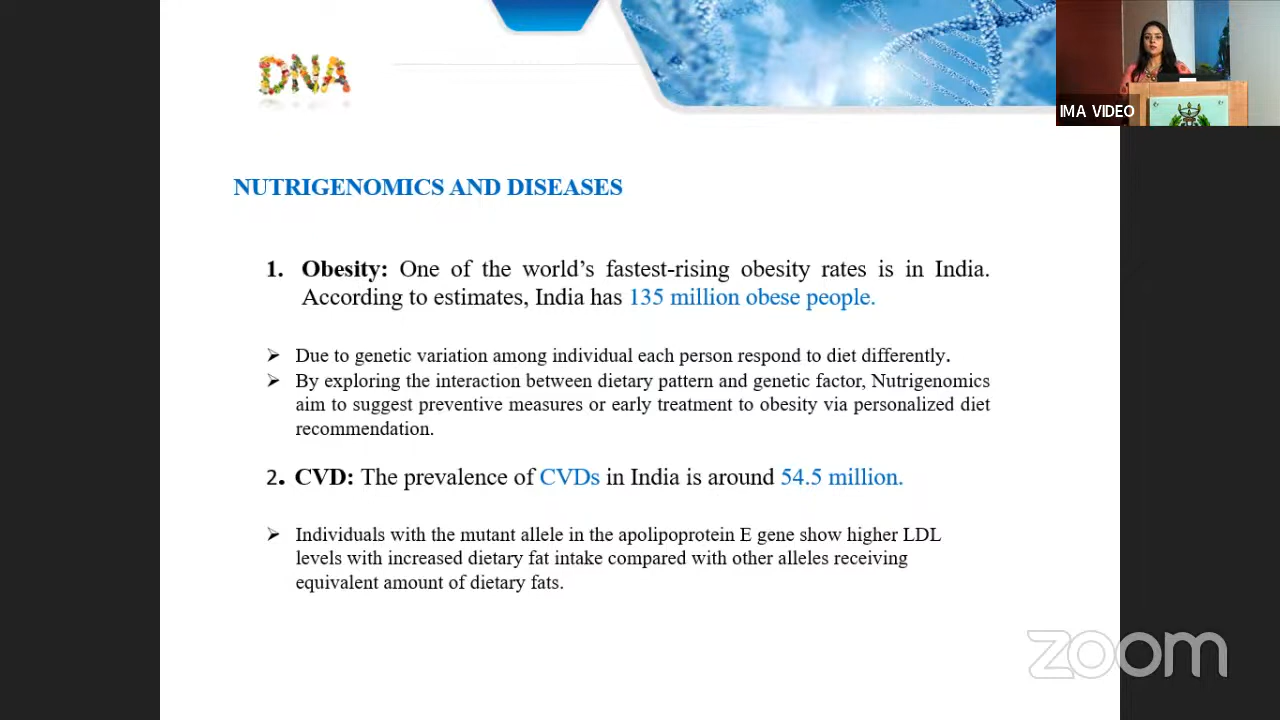 DNA
IMA VIDEO
NUTRIGENOMICS AND DISEASES
1. Obesity: One of the world's fastest-rising obesity rates is in India.
According to estimates, India has 135 million obese people.
➢ Due to genetic variation among individual each person respond to diet differently.
➢ By exploring the interaction between dietary pattern and genetic factor, Nutrigenomics
aim to suggest preventive measures or early treatment to obesity via personalized diet
recommendation.
2. CVD: The prevalence of CVDs in India is around 54.5 million.
➢ Individuals with the mutant allele in the apolipoprotein E gene show higher LDL
levels with increased dietary fat intake compared with other alleles receiving
equivalent amount of dietary fats.
zoom